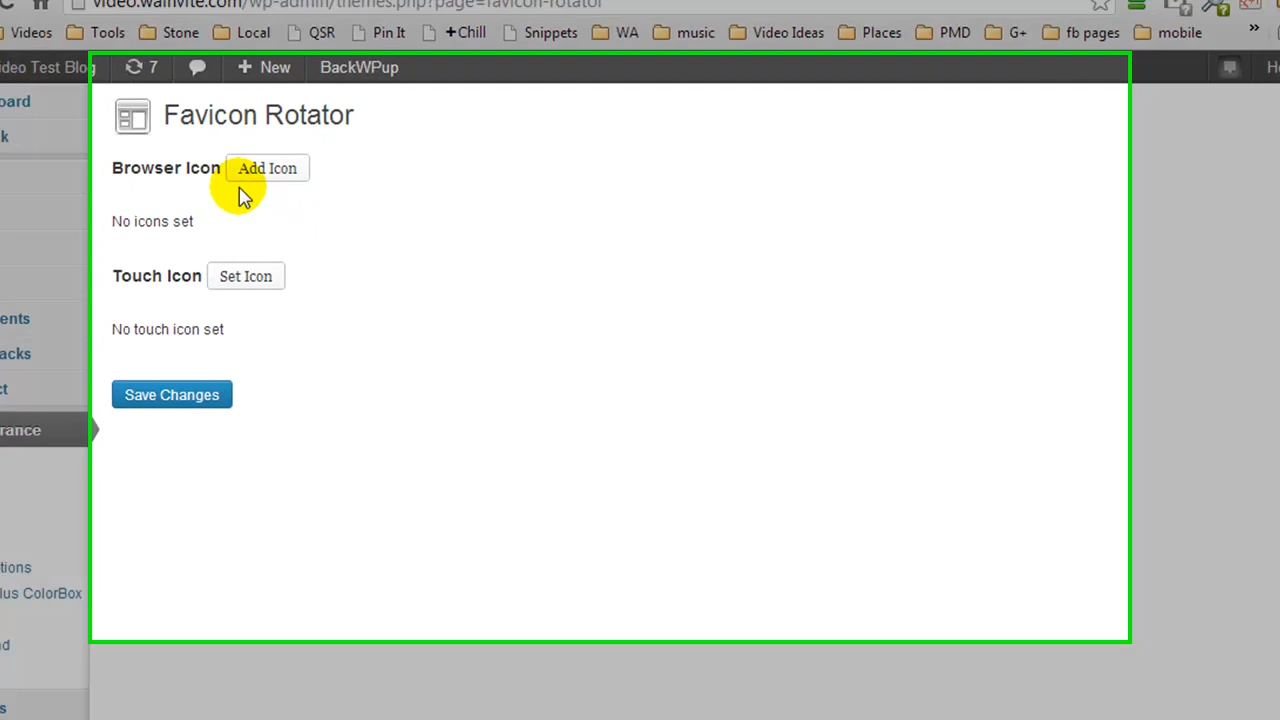 video.wainvite.com/wp-admin/themes.php?page=favicon-rotator
Videos Tools Stone Local QSR Pin It +Chill Snippets WA music Video Ideas Places PMD G+ fb pages mobile »
ideo Test Blog 7 + New BackWPup
Favicon Rotator
Browser Icon Add Icon
No icons set
Touch Icon Set Icon
No touch icon set
Save Changes
oard
k
ents
acks
ct
rance
tions
lus ColorBox
nd
s